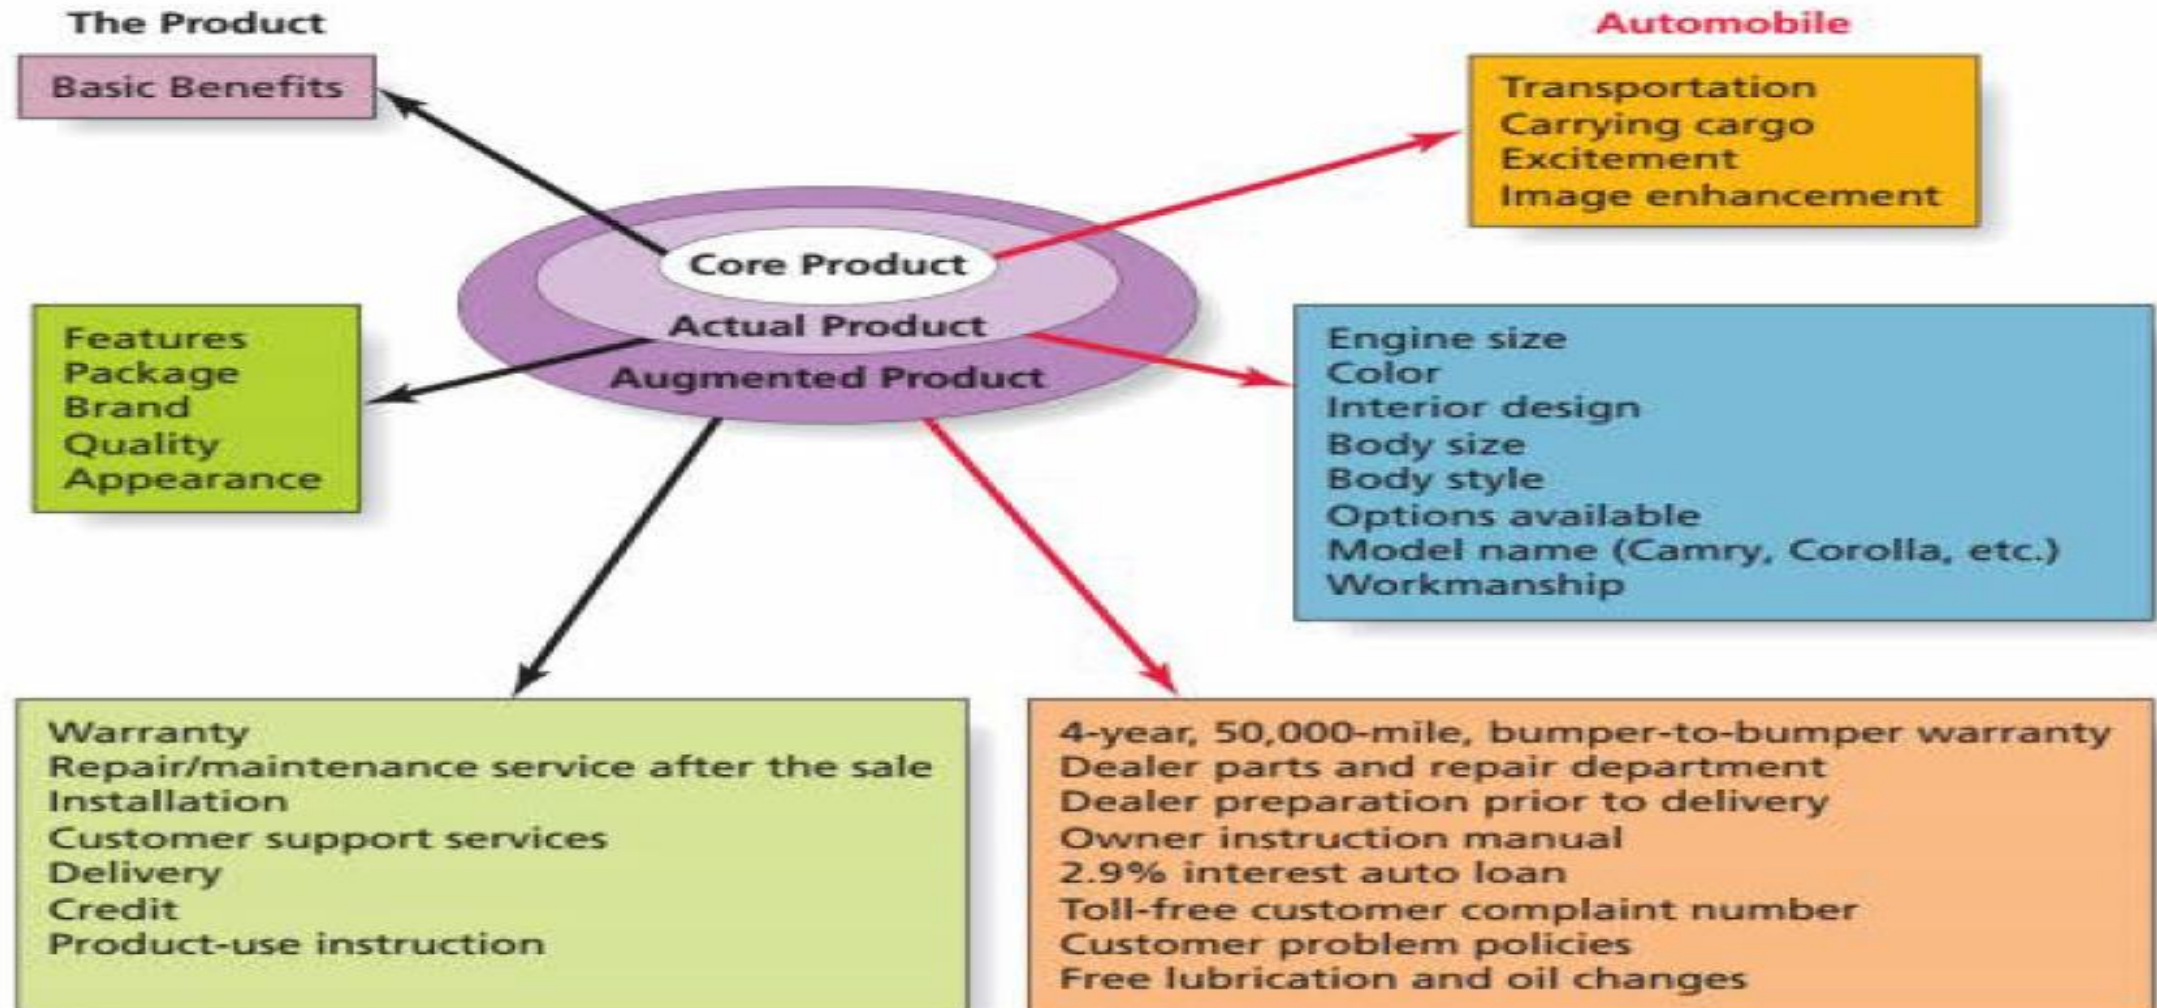 The Product
Automobile
Basic Benefits
Transportation
Carrying cargo
Excitement
Image enhancement
Core Product
Actual Product
Augmented Product
Features
Package
Brand
Quality
Appearance
Engine size
Color
Interior design
Body size
Body style
Options available
Model name (Camry, Corolla, etc.)
Workmanship
Warranty
Repair/maintenance service after the sale
Installation
Customer support services
Delivery
Credit
Product-use instruction
4-year, 50,000-mile, bumper-to-bumper warranty
Dealer parts and repair department
Dealer preparation prior to delivery
Owner instruction manual
2.9% interest auto loan
Toll-free customer complaint number
Customer problem policies
Free lubrication and oil changes